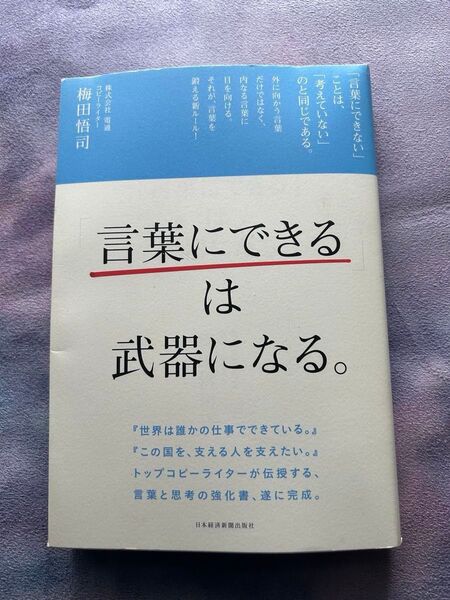 「言葉にできない」
ことは、
「考えていない」
のと同じである。
外に向かう言葉
だけではなく、
内なる言葉に
目を向ける。
それが、言葉を
鍛える新ルール!
株式会社 電通
コピーライター
梅田悟司
「言葉にできる」
は
武器になる。
『世界は誰かの仕事でできている。』
『この国を、支える人を支えたい。』
トップコピーライターが伝授する、
言葉と思考の強化書、遂に完成。
日本経済新聞出版社